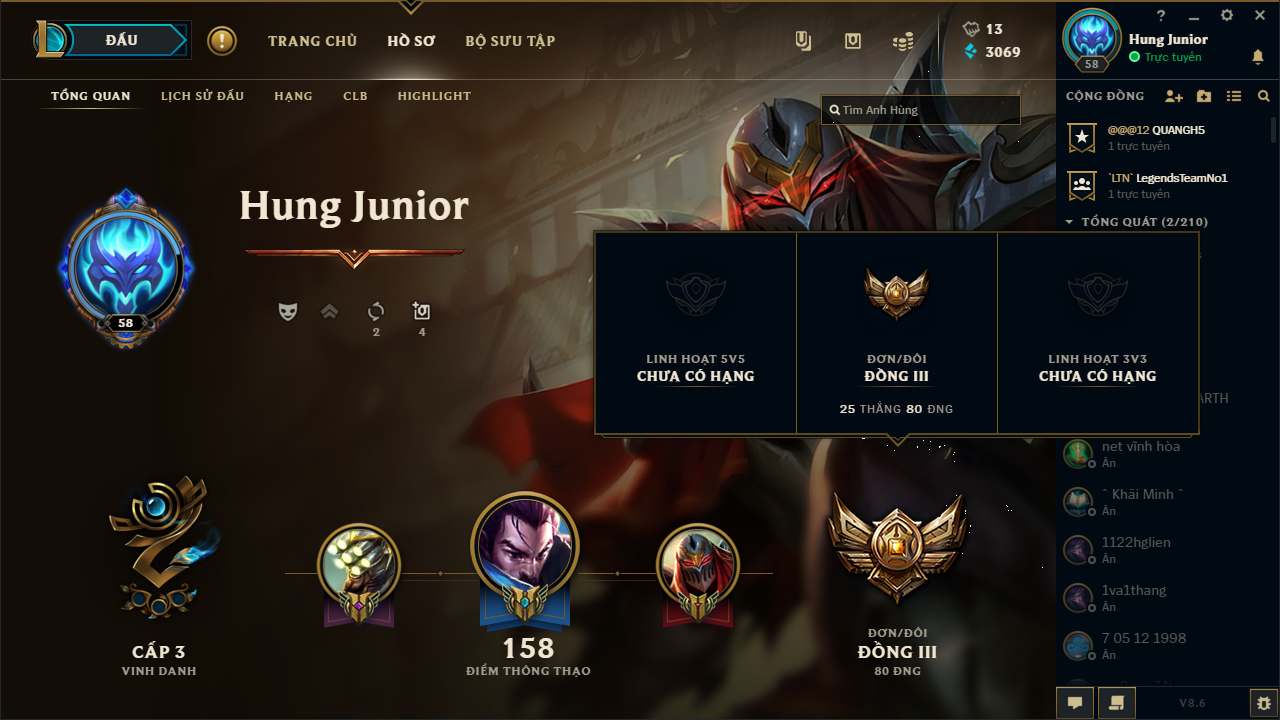 ĐẤU
TRANG CHỦ
HỒ SƠ
BỘ SƯU TẬP
13
3069
?
58
Hung Junior
Trực tuyến
TỔNG QUAN
LỊCH SỬ ĐẤU
HẠNG
CLB
HIGHLIGHT
Tìm Anh Hùng
CỘNG ĐỒNG
@@@12 QUANGH5
1 trực tuyến
`LTN` LegendsTeamNo1
1 trực tuyến
TỔNG QUÁT (2/210)
Hung Junior
58
2
4
LINH HOẠT 5V5
CHƯA CÓ HẠNG
ĐƠN/ĐÔI
ĐỒNG III
25 THẮNG 80 ĐNG
LINH HOẠT 3V3
CHƯA CÓ HẠNG
ARTH
net vĩnh hòa
Ẩn
ˆ Khãi Minh ˆ
Ẩn
1122hglien
Ẩn
1va1thang
Ẩn
7 05 12 1998
Ẩn
CẤP 3
VINH DANH
158
ĐIỂM THÔNG THẠO
ĐƠN/ĐÔI
ĐỒNG III
80 ĐNG
V8.6